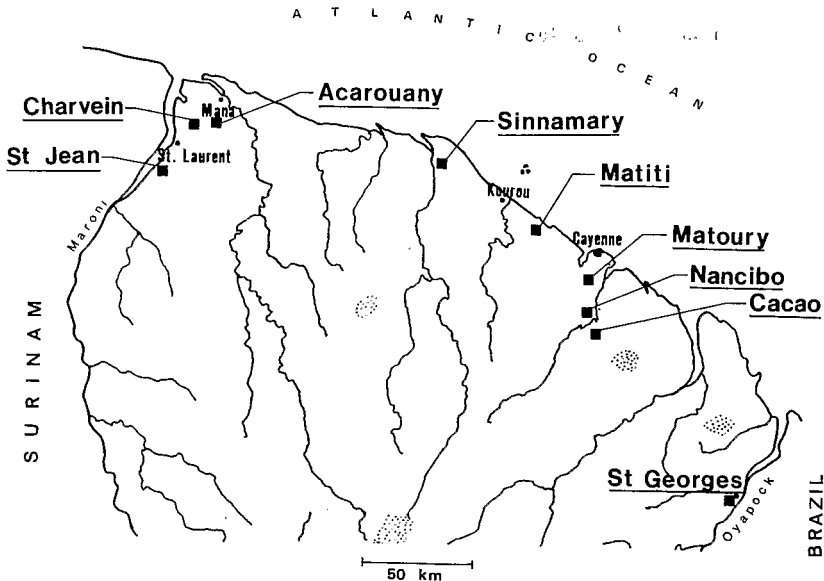 ATLANTIC OCEAN
Charvein
Mana
Acarouany
St Jean
St. Laurent
Sinnamary
Kourou
Matiti
Maroni
Cayenne
Matoury
Nancibo
Cacao
SURINAM
St Georges
Oyapock
BRAZIL
50 km